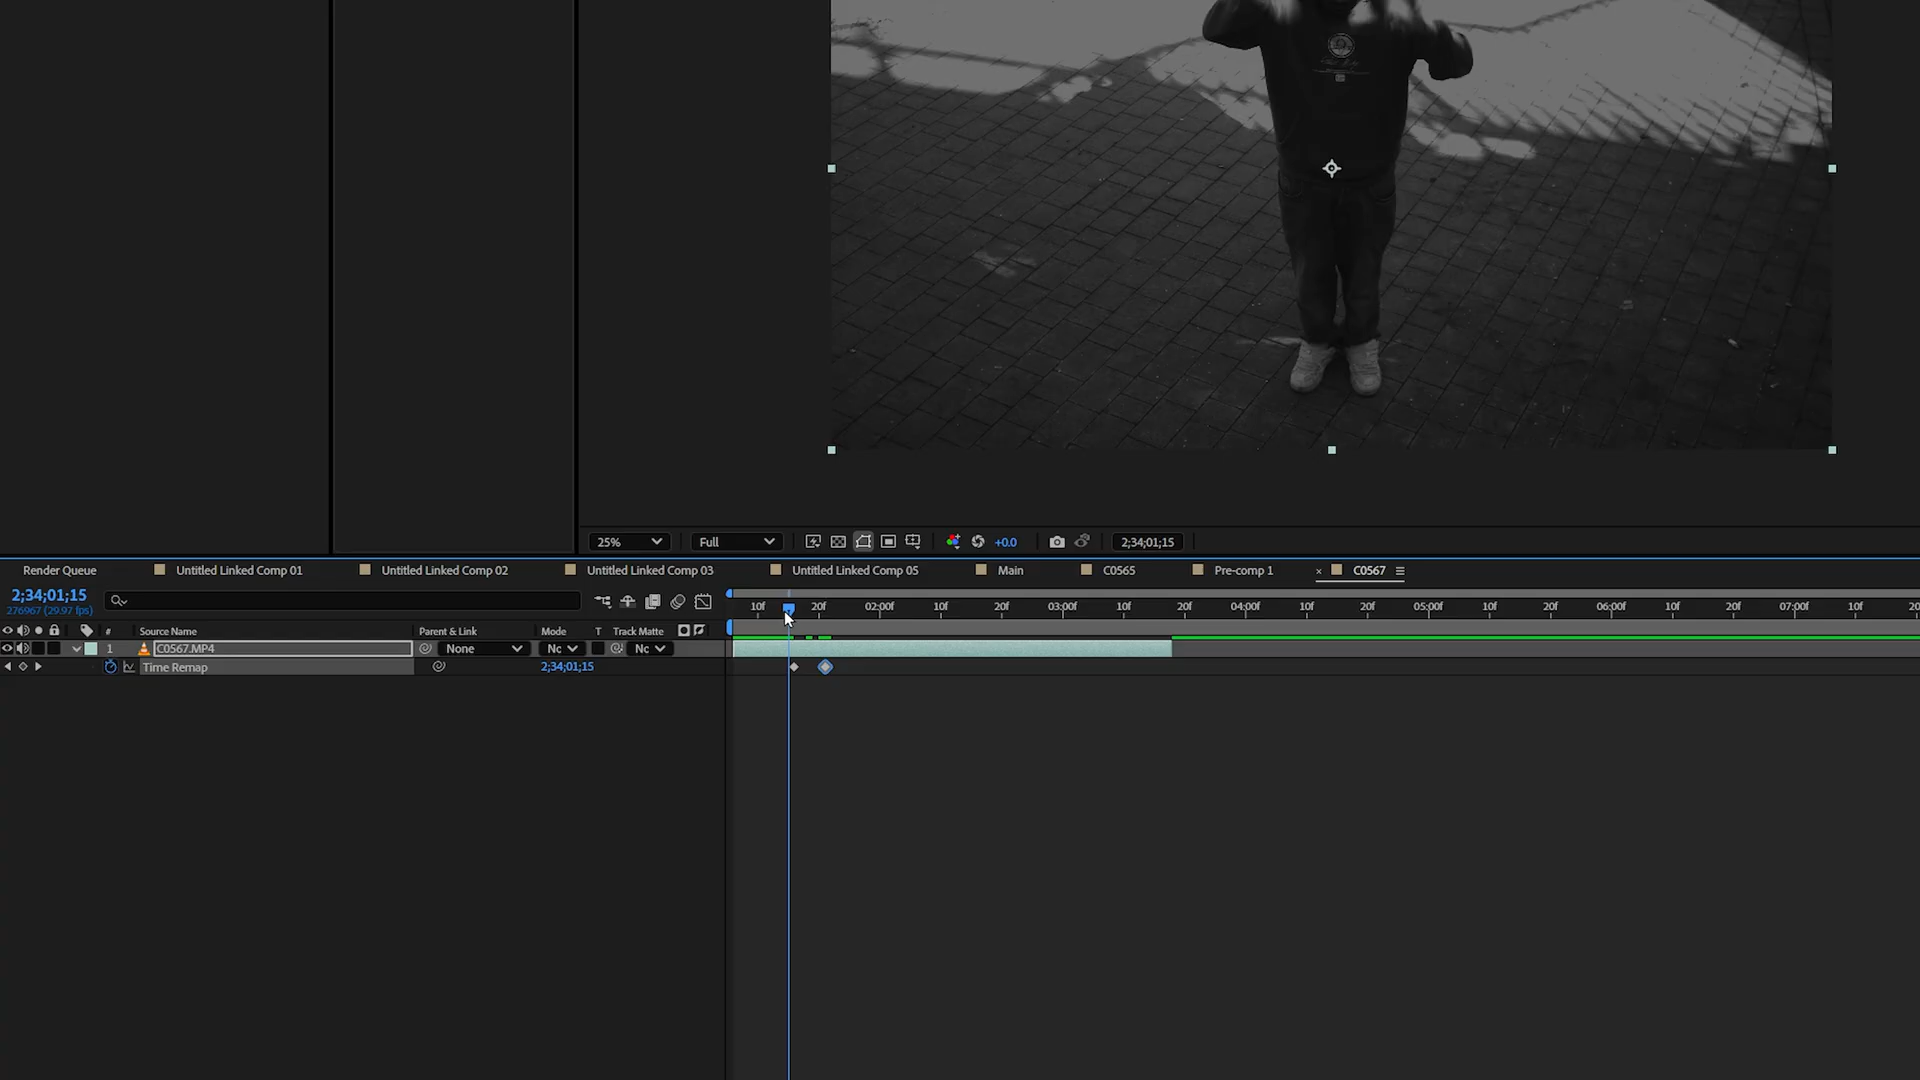 25%
Full
+0.0
2;34;01;15
Render Queue
Untitled Linked Comp 01
Untitled Linked Comp 02
Untitled Linked Comp 03
Untitled Linked Comp 05
Main
C0565
Pre-comp 1
× C0567
2;34;01;15
276967 (29.97 fps)
10f 20f 02:00f 10f 20f 03:00f 10f 20f 04:00f 10f 20f 05:00f 10f 20f 06:00f 10f 20f 07:00f 10f
# Source Name Parent & Link Mode T Track Matte
1 C0567.MP4 None Nc Nc
Time Remap 2;34;01;15